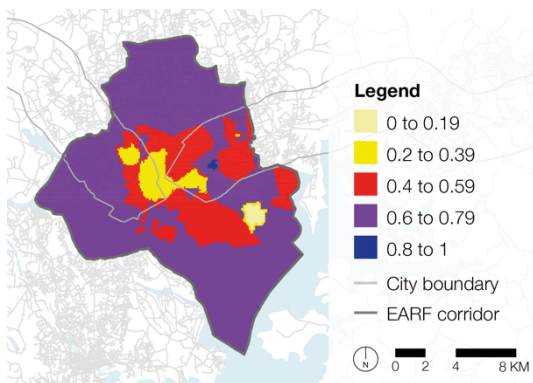 Legend
0 to 0.19
0.2 to 0.39
0.4 to 0.59
0.6 to 0.79
0.8 to 1
City boundary
EARF corridor
N
0 2 4 8 KM